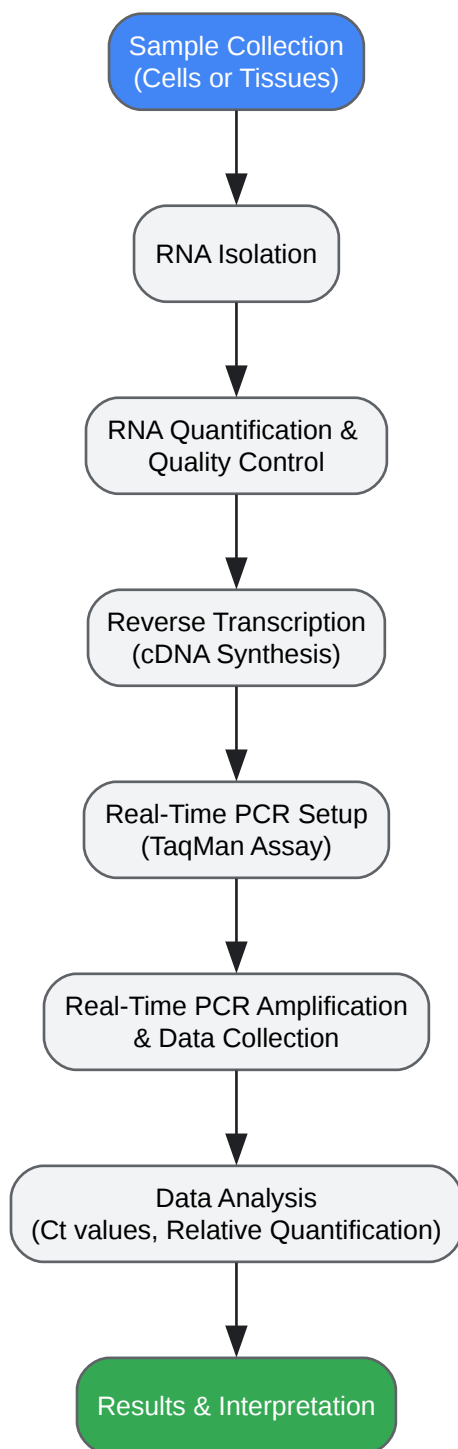 Sample Collection
(Cells or Tissues)
RNA Isolation
RNA Quantification &
Quality Control
Reverse Transcription
(cDNA Synthesis)
Real-Time PCR Setup
(TaqMan Assay)
Real-Time PCR Amplification
& Data Collection
Data Analysis
(Ct values, Relative Quantification)
Results & Interpretation